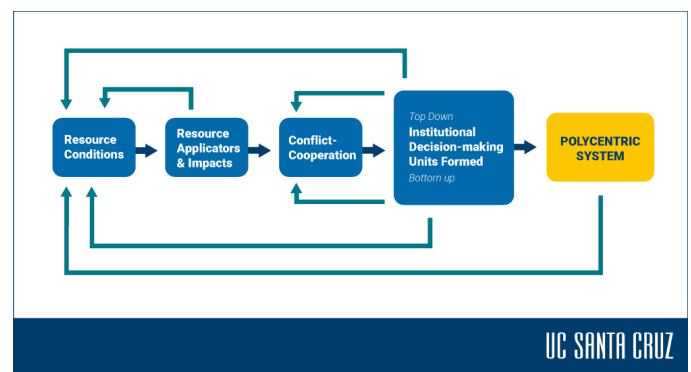 Resource
Conditions
Resource
Applicators
& Impacts
Conflict-
Cooperation
Top Down
Institutional
Decision-making
Units Formed
Bottom up
POLYCENTRIC
SYSTEM
UC SANTA CRUZ